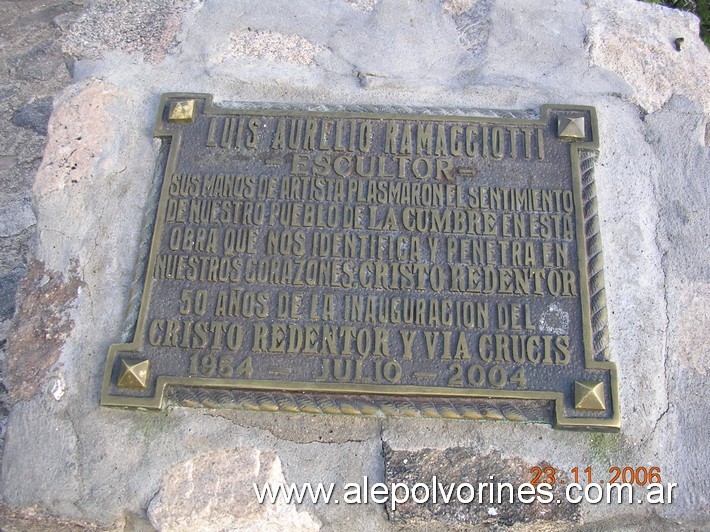 LUIS AURELIO RAMACCIOTTI
- ESCULTOR -
SUS MANOS DE ARTISTA PLASMARON EL SENTIMIENTO
DE NUESTRO PUEBLO DE LA CUMBRE EN ESTA
OBRA QUE NOS IDENTIFICA Y PENETRA EN
NUESTROS CORAZONES, CRISTO REDENTOR
50 AÑOS DE LA INAUGURACION DEL
CRISTO REDENTOR Y VIA CRUCIS
1954 - JULIO - 2004
23 11 2006
www.alepolvorines.com.ar